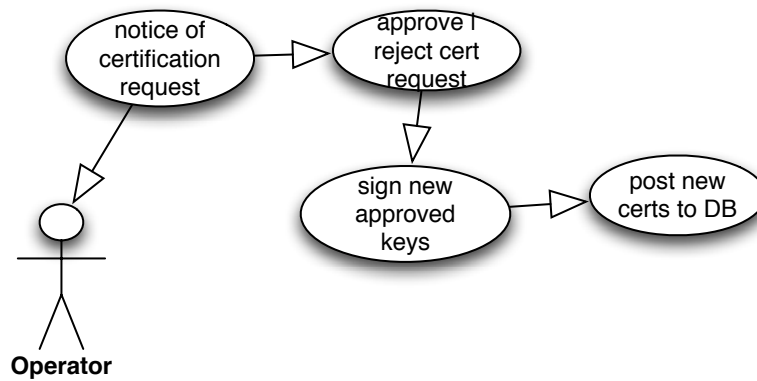 notice of
certification
request
approve |
reject cert
request
sign new
approved
keys
post new
certs to DB
Operator